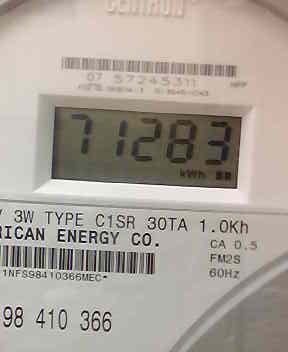 CENTRON
07 57245311
71283
kWh
V 3W TYPE C1SR 30TA 1.0Kh
RICAN ENERGY CO.
CA 0.5
FM2S
60Hz
1NFS98410366MEC-
98 410 366